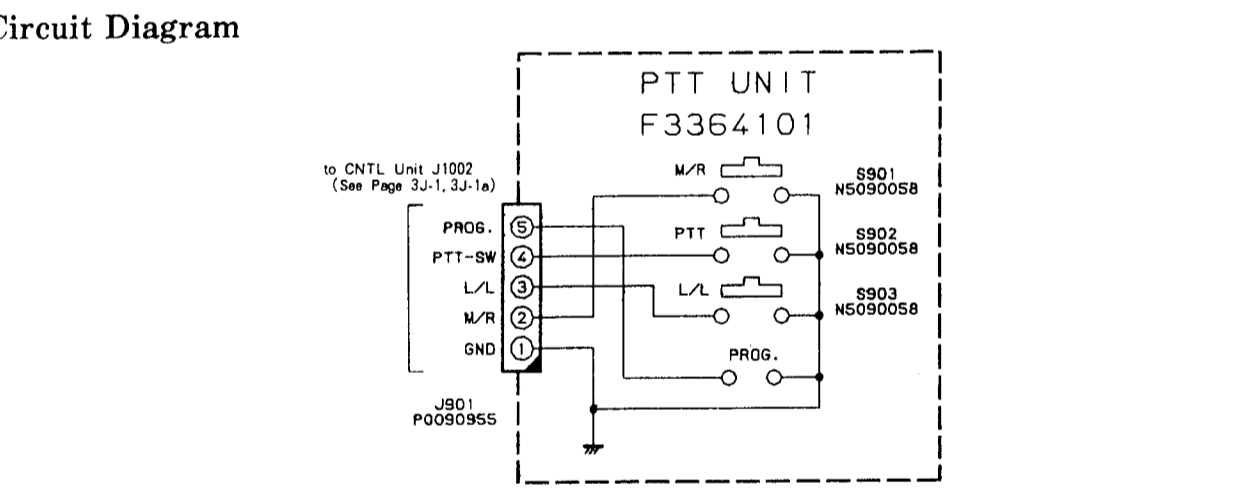 Circuit Diagram
PTT UNIT
F3364101
to CNTL Unit J1002
(See Page 3J-1, 3J-1a)
M/R
S901
N5090058
PROG.
5
PTT
S902
N5090058
PTT-SW
4
L/L
3
L/L
S903
N5090058
M/R
2
GND
1
PROG.
J901
P0090955